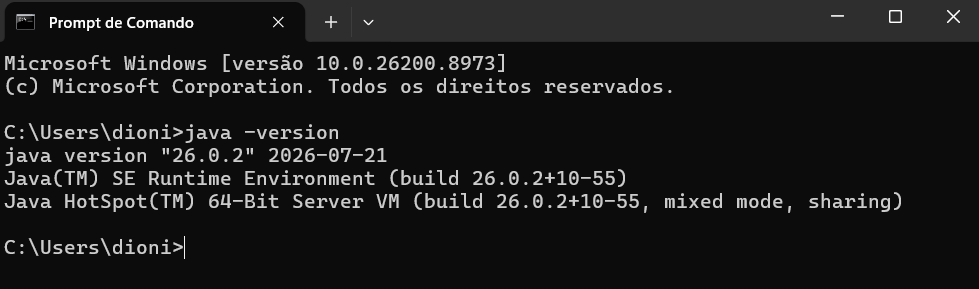 Prompt de Comando
Microsoft Windows [versão 10.0.26200.8973]
(c) Microsoft Corporation. Todos os direitos reservados.
C:\Users\dioni>java -version
java version "26.0.2" 2026-07-21
Java(TM) SE Runtime Environment (build 26.0.2+10-55)
Java HotSpot(TM) 64-Bit Server VM (build 26.0.2+10-55, mixed mode, sharing)
C:\Users\dioni>